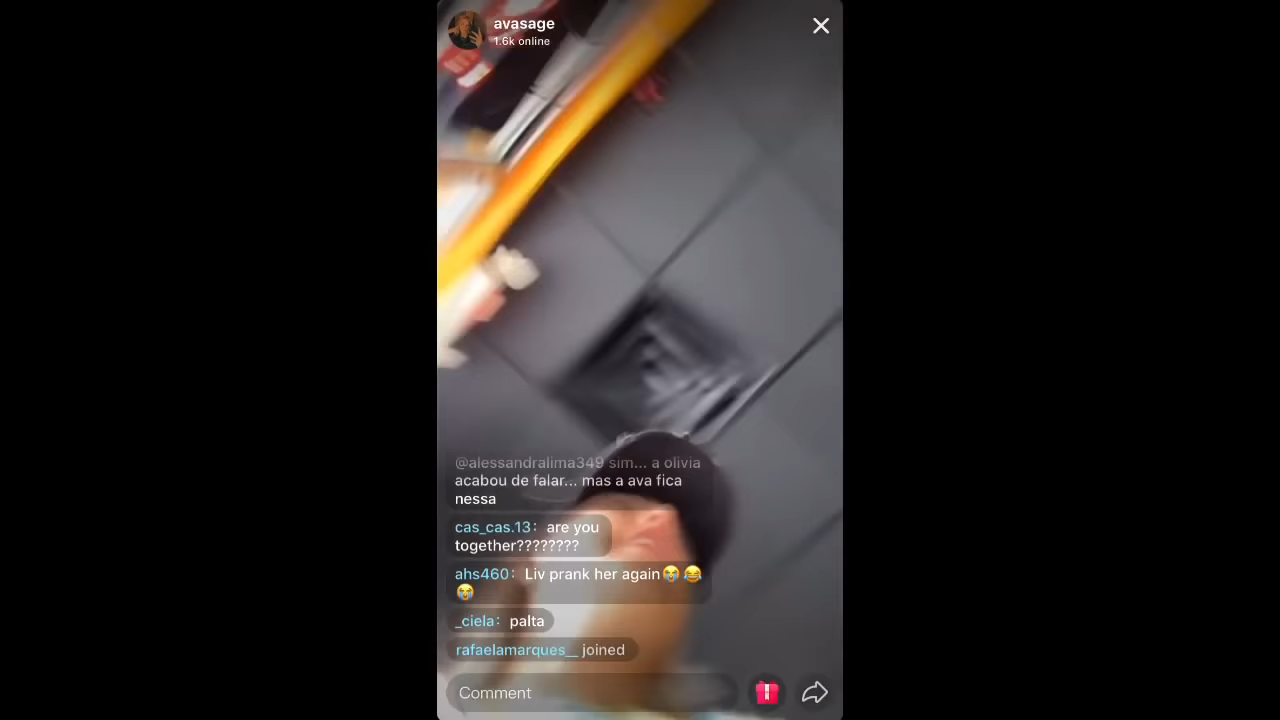 avasage
1.6k online
@alessandralima349 sim... a olivia
acabou de falar... mas a ava fica
nessa
cas_cas.13: are you
together????????
ahs460: Liv prank her again😭😂
😭
_ciela: palta
rafaelamarques__ joined
Comment